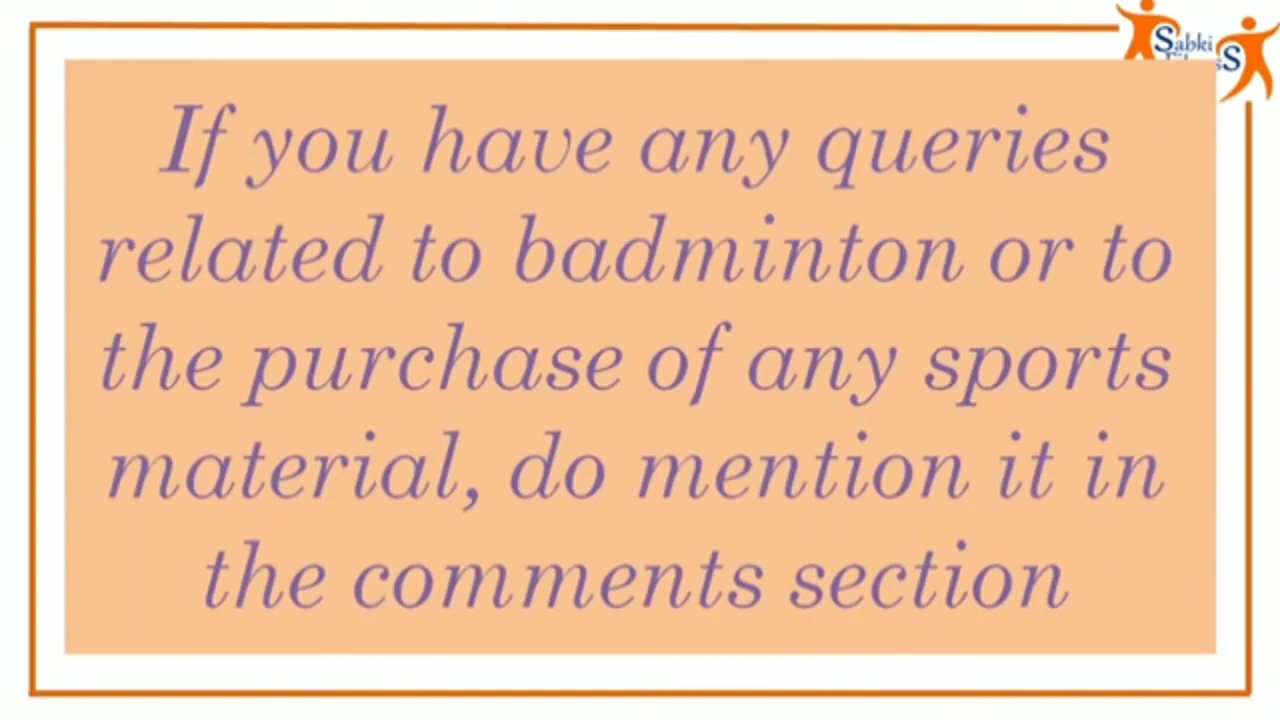 Sabki
If you have any queries
related to badminton or to
the purchase of any sports
material, do mention it in
the comments section